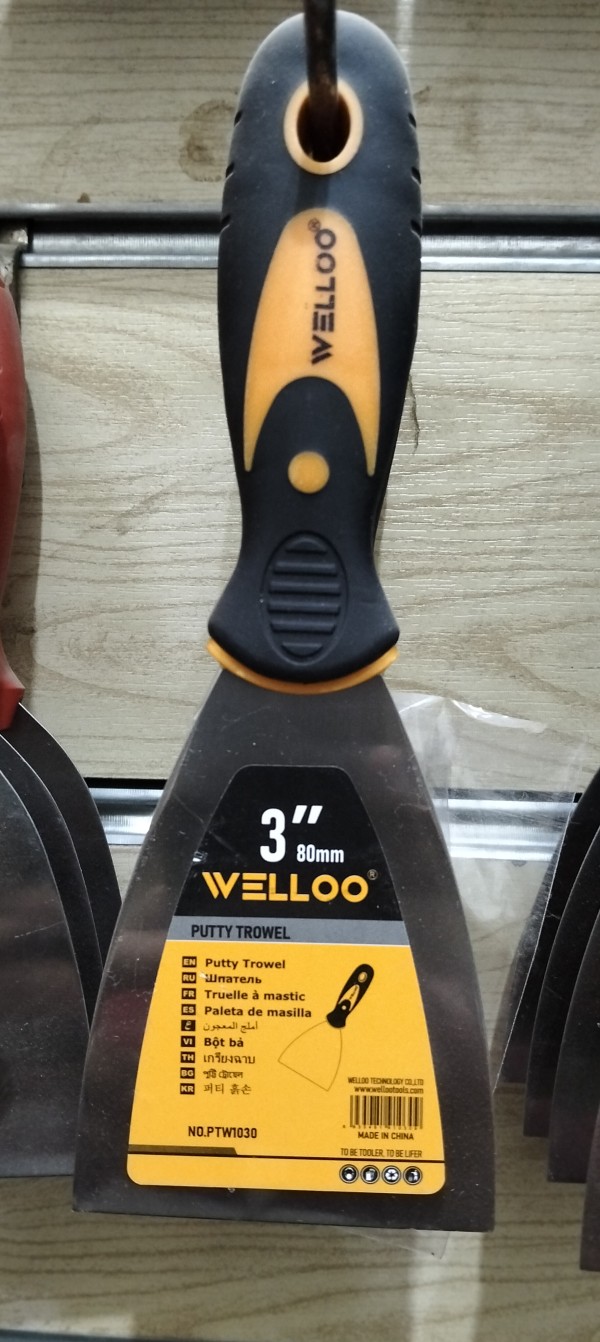 WELLOO®
3"
80mm
WELLOO®
PUTTY TROWEL
EN Putty Trowel
RU Шпатель
FR Truelle à mastic
ES Paleta de masilla
ع أملج المعجون
VI Bột bả
TH เกรียงฉาบ
BG পুট্টি ট্রোয়েল
KR 퍼티 흙손
WELLOO TECHNOLOGY CO.,LTD
www.wellootools.com
NO.PTW1030
MADE IN CHINA
TO BE TOOLER, TO BE LIFER